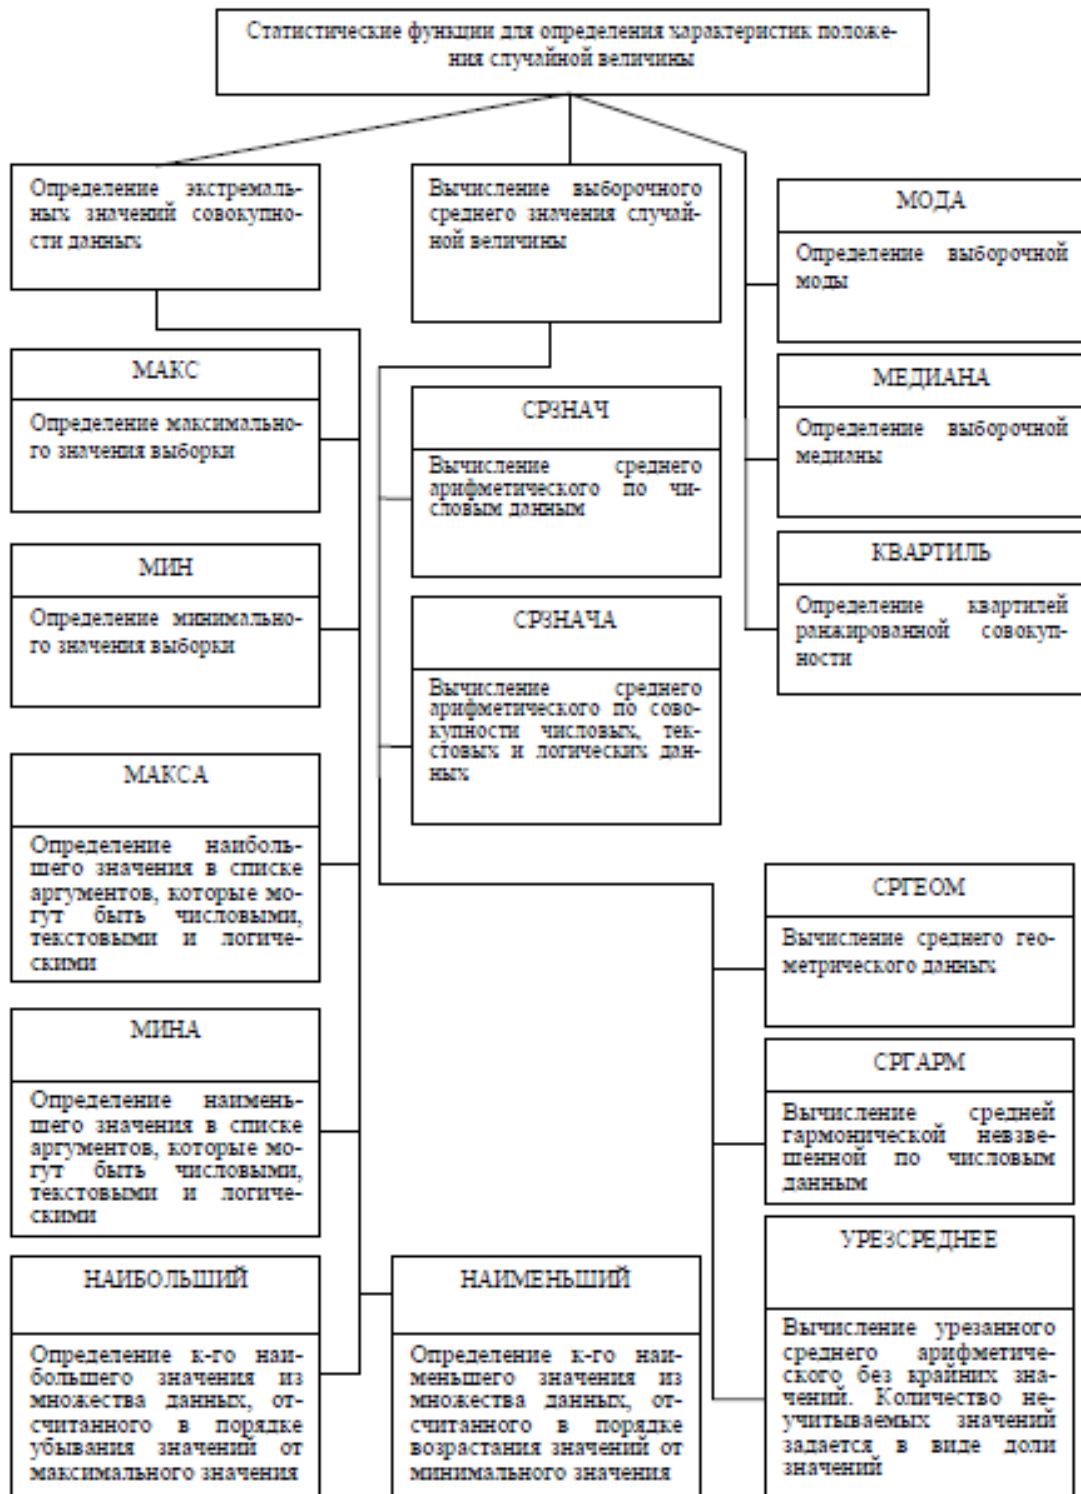 Статистические функции для определения характеристик положе-
ния случайной величины
Определение экстремаль-
ных значений совокупно-
сти данных
Вычисление выборочного
среднего значения случай-
ной величины
МОДА
Определение выборочной
моды
МАКС
Определение максимально-
го значения выборки
СРЗНАЧ
Вычисление среднего
арифметического по чи-
словым данным
МЕДИАНА
Определение выборочной
медианы
МИН
Определение минимально-
го значения выборки
СРЗНАЧА
Вычисление среднего
арифметического по сово-
купности числовых, тек-
стовых и логических дан-
ных
КВАРТИЛЬ
Определение квартилей
ранжированной совокуп-
ности
МАКСА
Определение наиболь-
шего значения в списке
аргументов, которые мо-
гут быть числовыми,
текстовыми и логиче-
скими
СРГЕОМ
Вычисление среднего гео-
метрического данных
МИНА
Определение наимень-
шего значения в списке
аргументов, которые мо-
гут быть числовыми,
текстовыми и логиче-
скими
СРГАРМ
Вычисление средней
гармонической невзве-
шенной по числовым
данным
НАИБОЛЬШИЙ
Определение к-го наи-
большего значения из
множества данных, от-
считанного в порядке
убывания значений от
максимального значения
НАИМЕНЬШИЙ
Определение к-го наи-
меньшего значения из
множества данных, от-
считанного в порядке
возрастания значений от
минимального значения
УРЕЗСРЕДНЕЕ
Вычисление урезанного
среднего арифметиче-
ского без крайних зна-
чений. Количество не-
учитываемых значений
задается в виде доли
значений